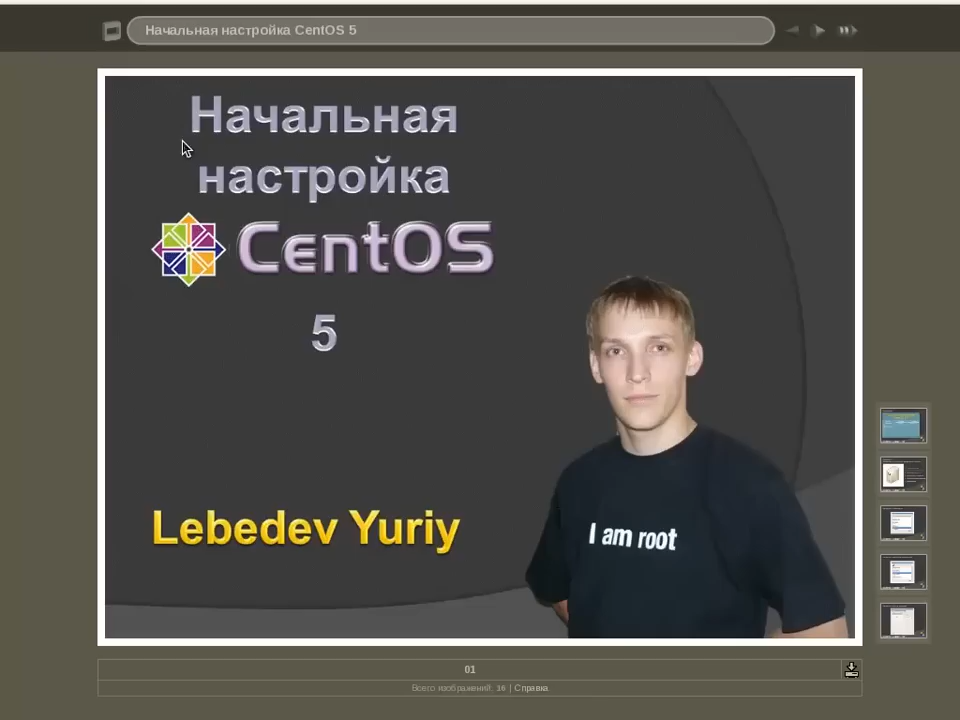 Начальная настройка CentOS 5
Начальная
настройка
CentOS
5
Lebedev Yuriy
I am root
01
Всего изображений, 16 | Справка